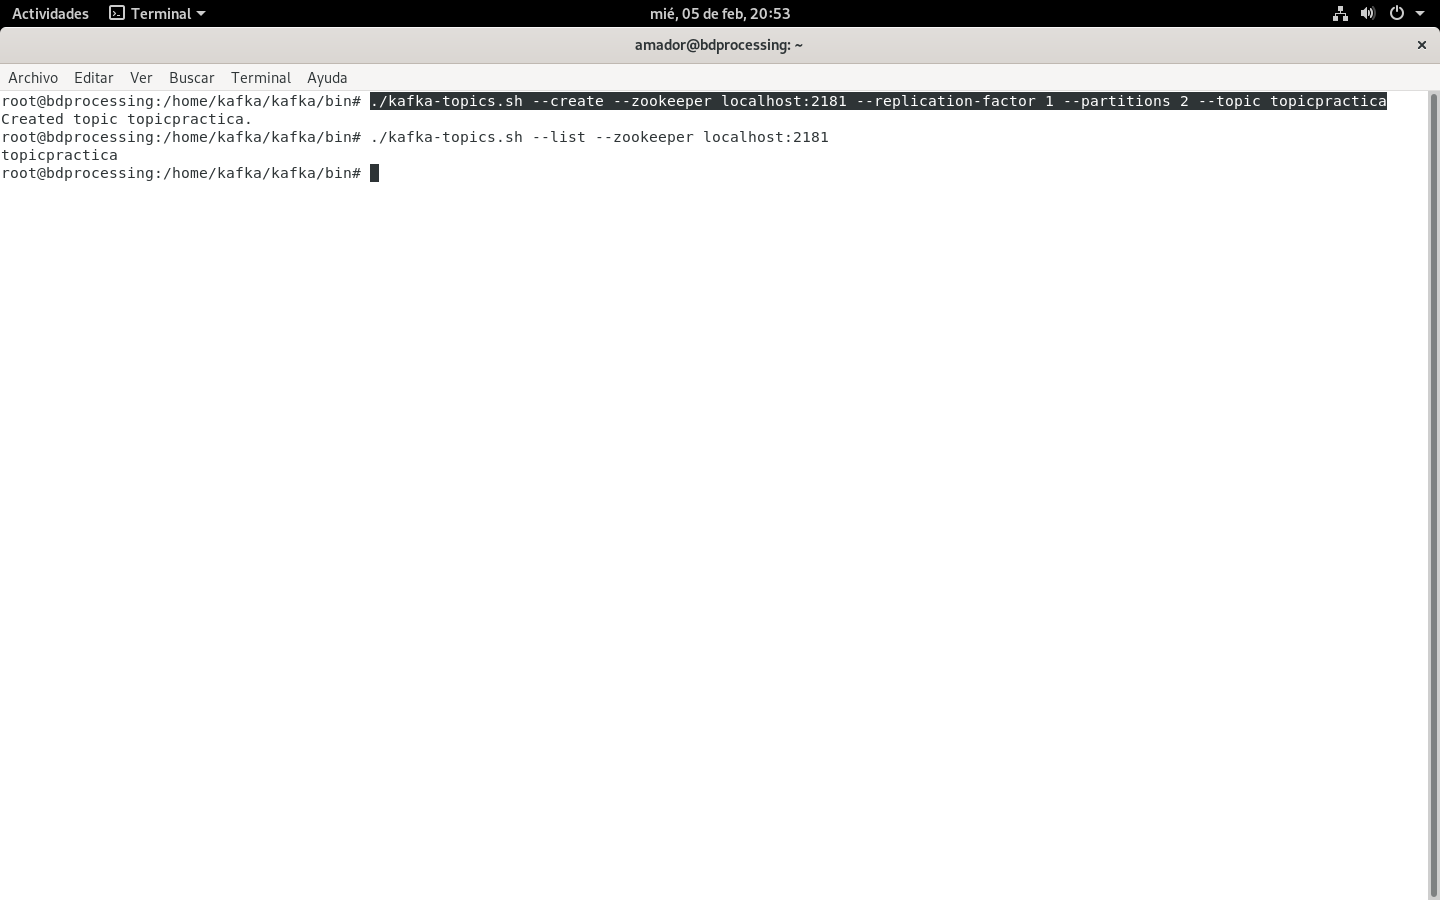 Actividades Terminal mié, 05 de feb, 20:53
amador@bdprocessing: ~ ×
Archivo Editar Ver Buscar Terminal Ayuda
root@bdprocessing:/home/kafka/kafka/bin# ./kafka-topics.sh --create --zookeeper localhost:2181 --replication-factor 1 --partitions 2 --topic topicpractica
Created topic topicpractica.
root@bdprocessing:/home/kafka/kafka/bin# ./kafka-topics.sh --list --zookeeper localhost:2181
topicpractica
root@bdprocessing:/home/kafka/kafka/bin#